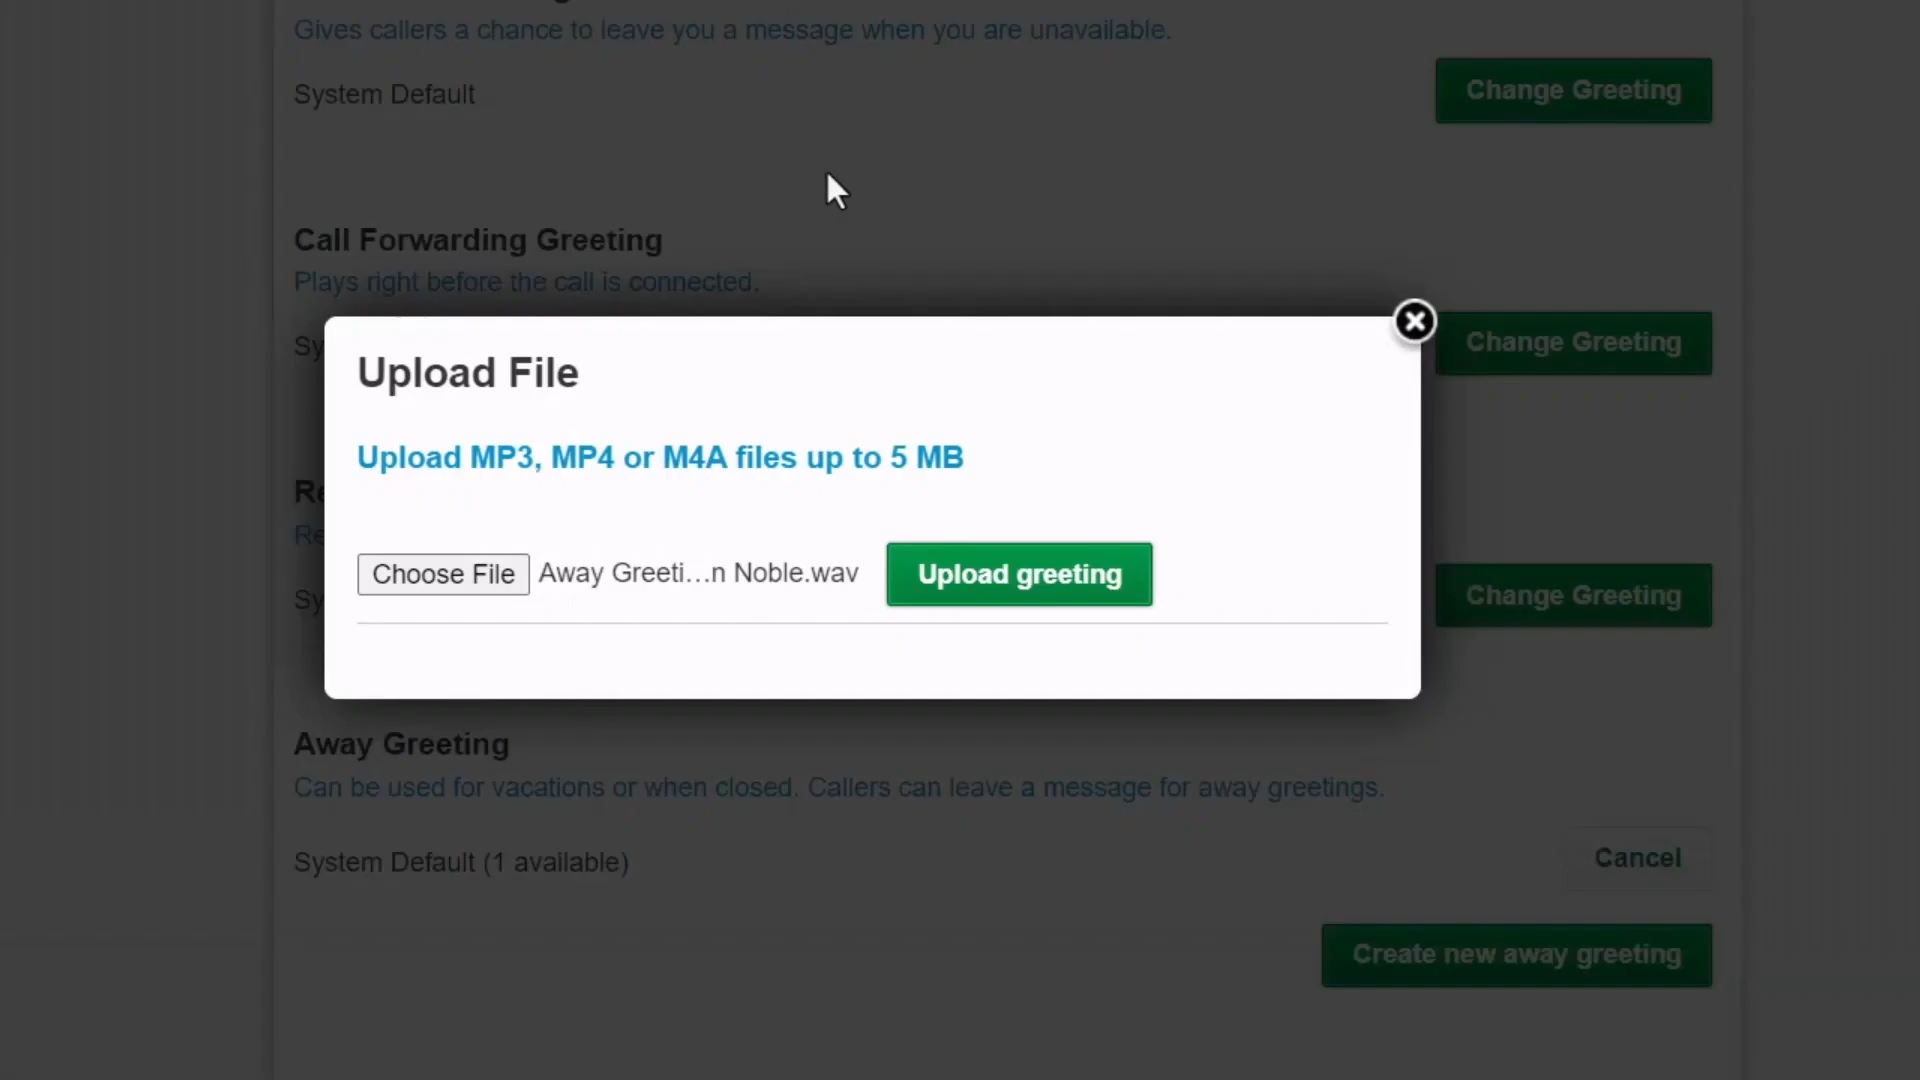 Gives callers a chance to leave you a message when you are unavailable.
System Default
Change Greeting
Call Forwarding Greeting
Plays right before the call is connected.
Sy
Change Greeting
Upload File
Upload MP3, MP4 or M4A files up to 5 MB
Re
Re
Choose File Away Greeti...n Noble.wav Upload greeting
Sy
Change Greeting
Away Greeting
Can be used for vacations or when closed. Callers can leave a message for away greetings.
System Default (1 available)
Cancel
Create new away greeting